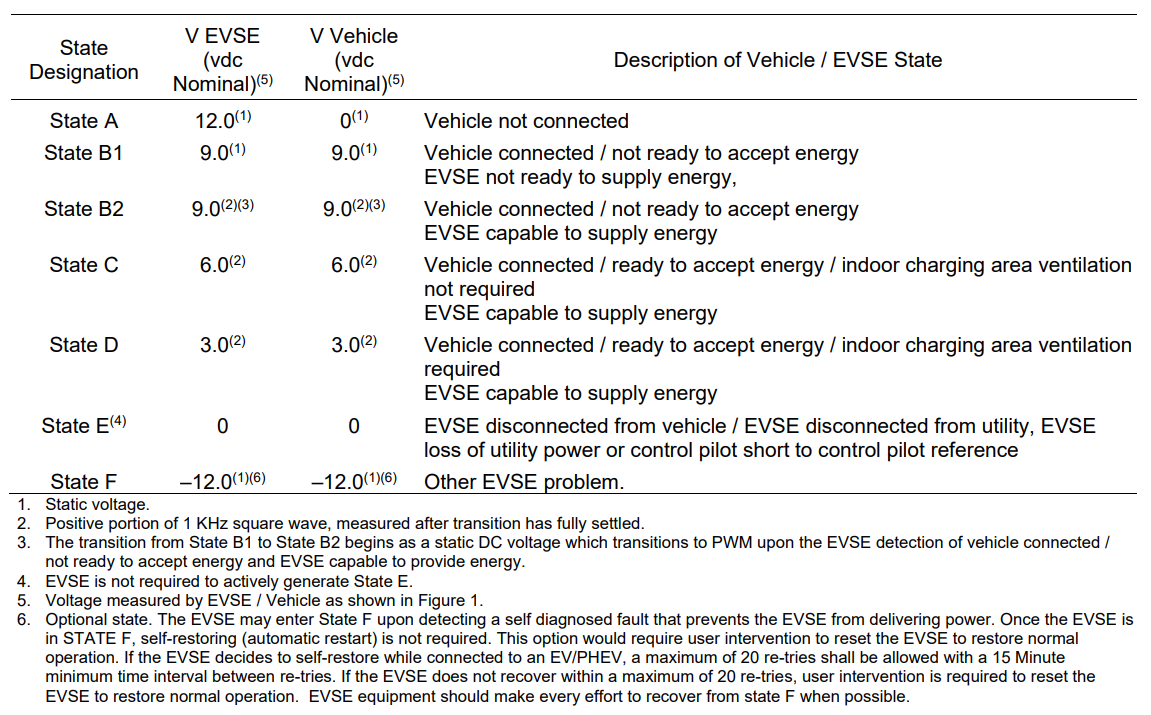 State Designation
V EVSE (vdc Nominal)(5)
V Vehicle (vdc Nominal)(5)
Description of Vehicle / EVSE State
State A 12.0(1) 0(1) Vehicle not connected
State B1 9.0(1) 9.0(1) Vehicle connected / not ready to accept energy
EVSE not ready to supply energy,
State B2 9.0(2)(3) 9.0(2)(3) Vehicle connected / not ready to accept energy
EVSE capable to supply energy
State C 6.0(2) 6.0(2) Vehicle connected / ready to accept energy / indoor charging area ventilation
not required
EVSE capable to supply energy
State D 3.0(2) 3.0(2) Vehicle connected / ready to accept energy / indoor charging area ventilation
required
EVSE capable to supply energy
State E(4) 0 0 EVSE disconnected from vehicle / EVSE disconnected from utility, EVSE
loss of utility power or control pilot short to control pilot reference
State F –12.0(1)(6) –12.0(1)(6) Other EVSE problem.
1. Static voltage.
2. Positive portion of 1 KHz square wave, measured after transition has fully settled.
3. The transition from State B1 to State B2 begins as a static DC voltage which transitions to PWM upon the EVSE detection of vehicle connected /
not ready to accept energy and EVSE capable to provide energy.
4. EVSE is not required to actively generate State E.
5. Voltage measured by EVSE / Vehicle as shown in Figure 1.
6. Optional state. The EVSE may enter State F upon detecting a self diagnosed fault that prevents the EVSE from delivering power. Once the EVSE is
in STATE F, self-restoring (automatic restart) is not required. This option would require user intervention to reset the EVSE to restore normal
operation. If the EVSE decides to self-restore while connected to an EV/PHEV, a maximum of 20 re-tries shall be allowed with a 15 Minute
minimum time interval between re-tries. If the EVSE does not recover within a maximum of 20 re-tries, user intervention is required to reset the
EVSE to restore normal operation. EVSE equipment should make every effort to recover from state F when possible.